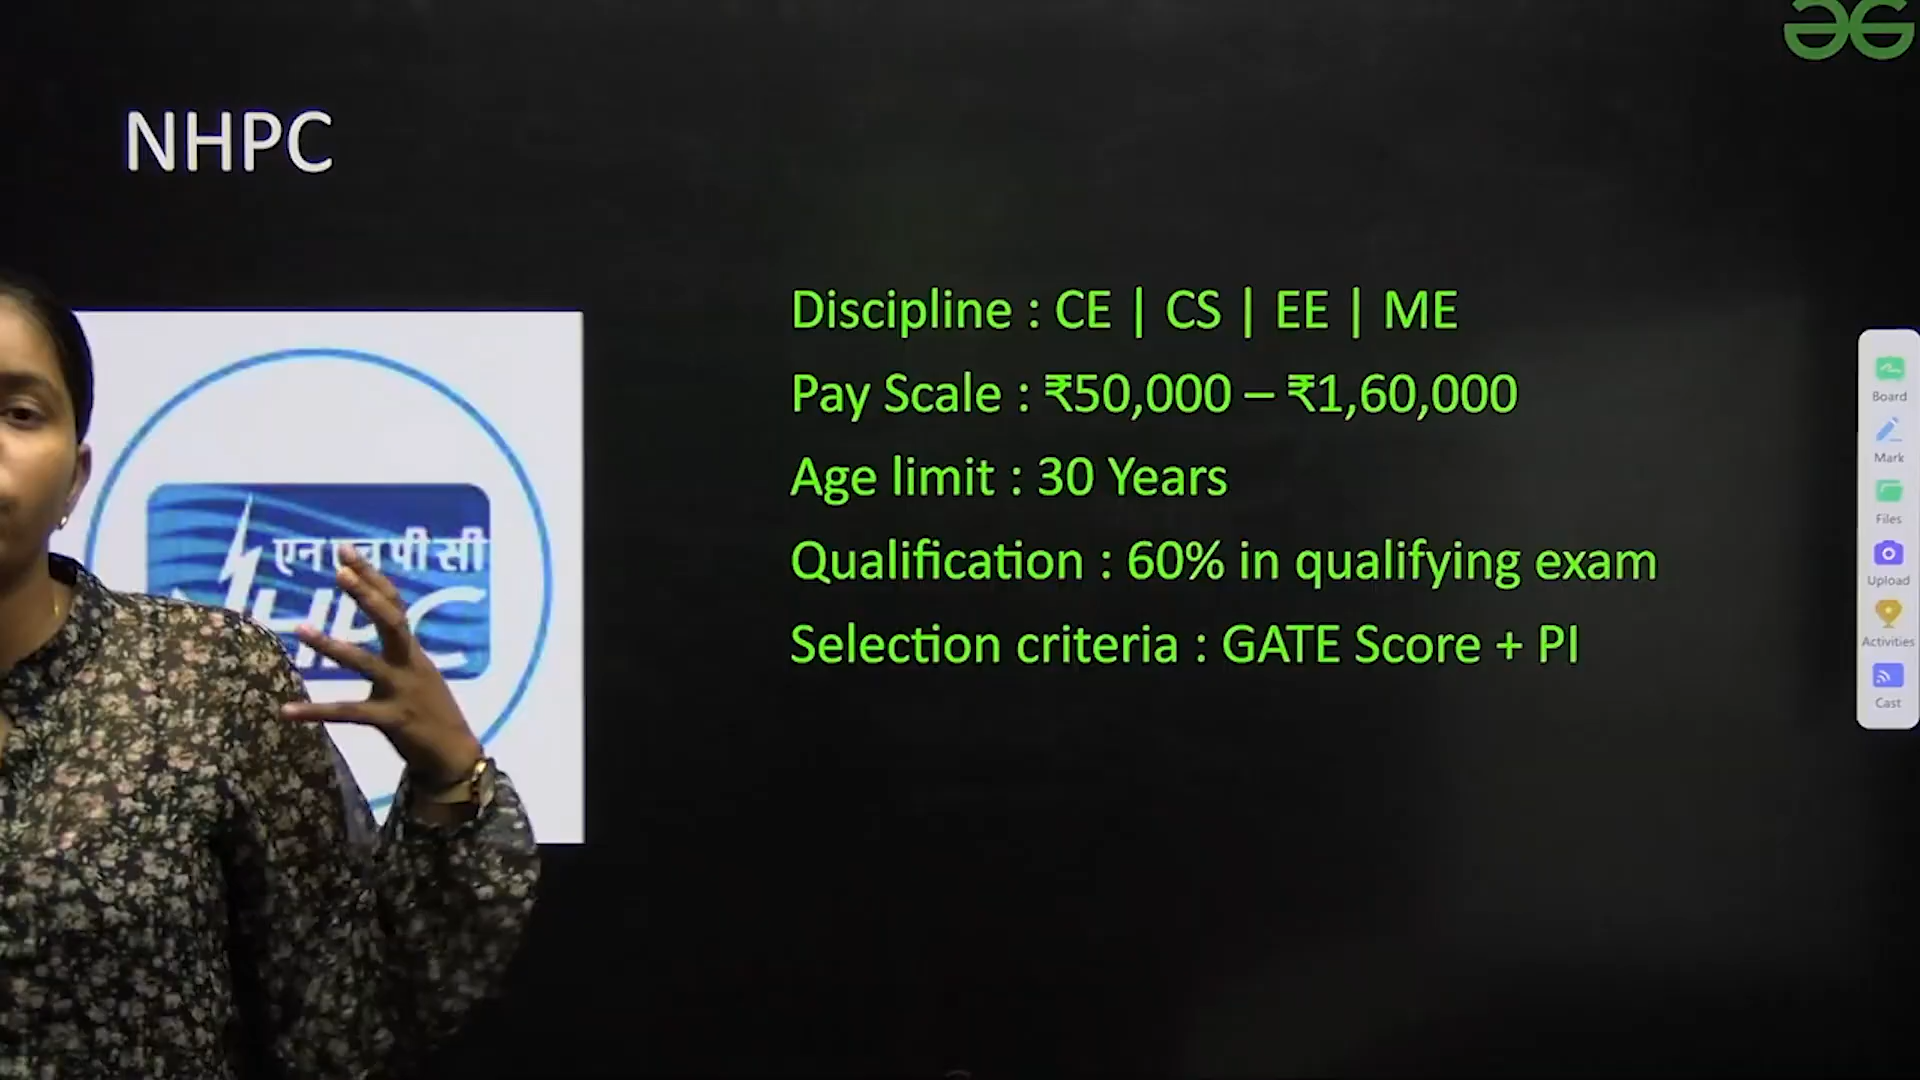 NHPC
Discipline : CE | CS | EE | ME
Pay Scale : ₹50,000 – ₹1,60,000
Age limit : 30 Years
Qualification : 60% in qualifying exam
Selection criteria : GATE Score + PI
पी सी
Board
Mark
Files
Upload
Activities
Cast